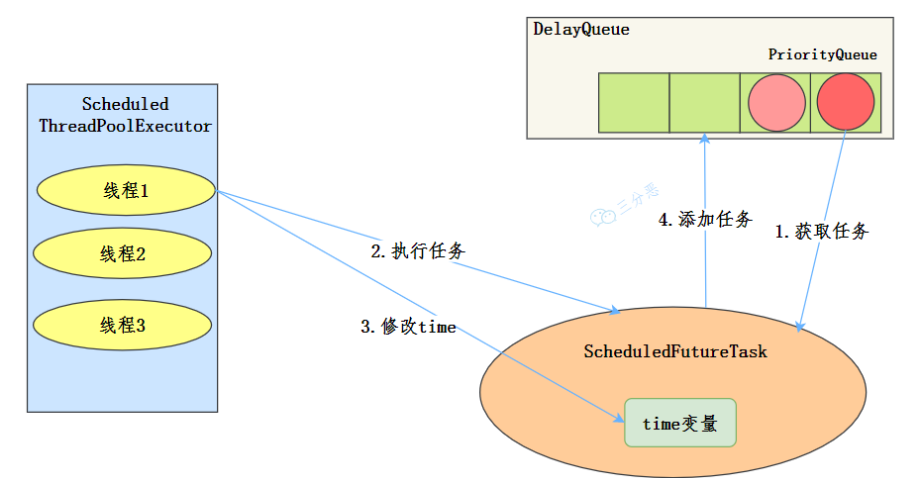 DelayQueue
PriorityQueue
Scheduled
ThreadPoolExecutor
线程1
线程2
线程3
三分恶
2.执行任务
4.添加任务
1.获取任务
3.修改time
ScheduledFutureTask
time变量